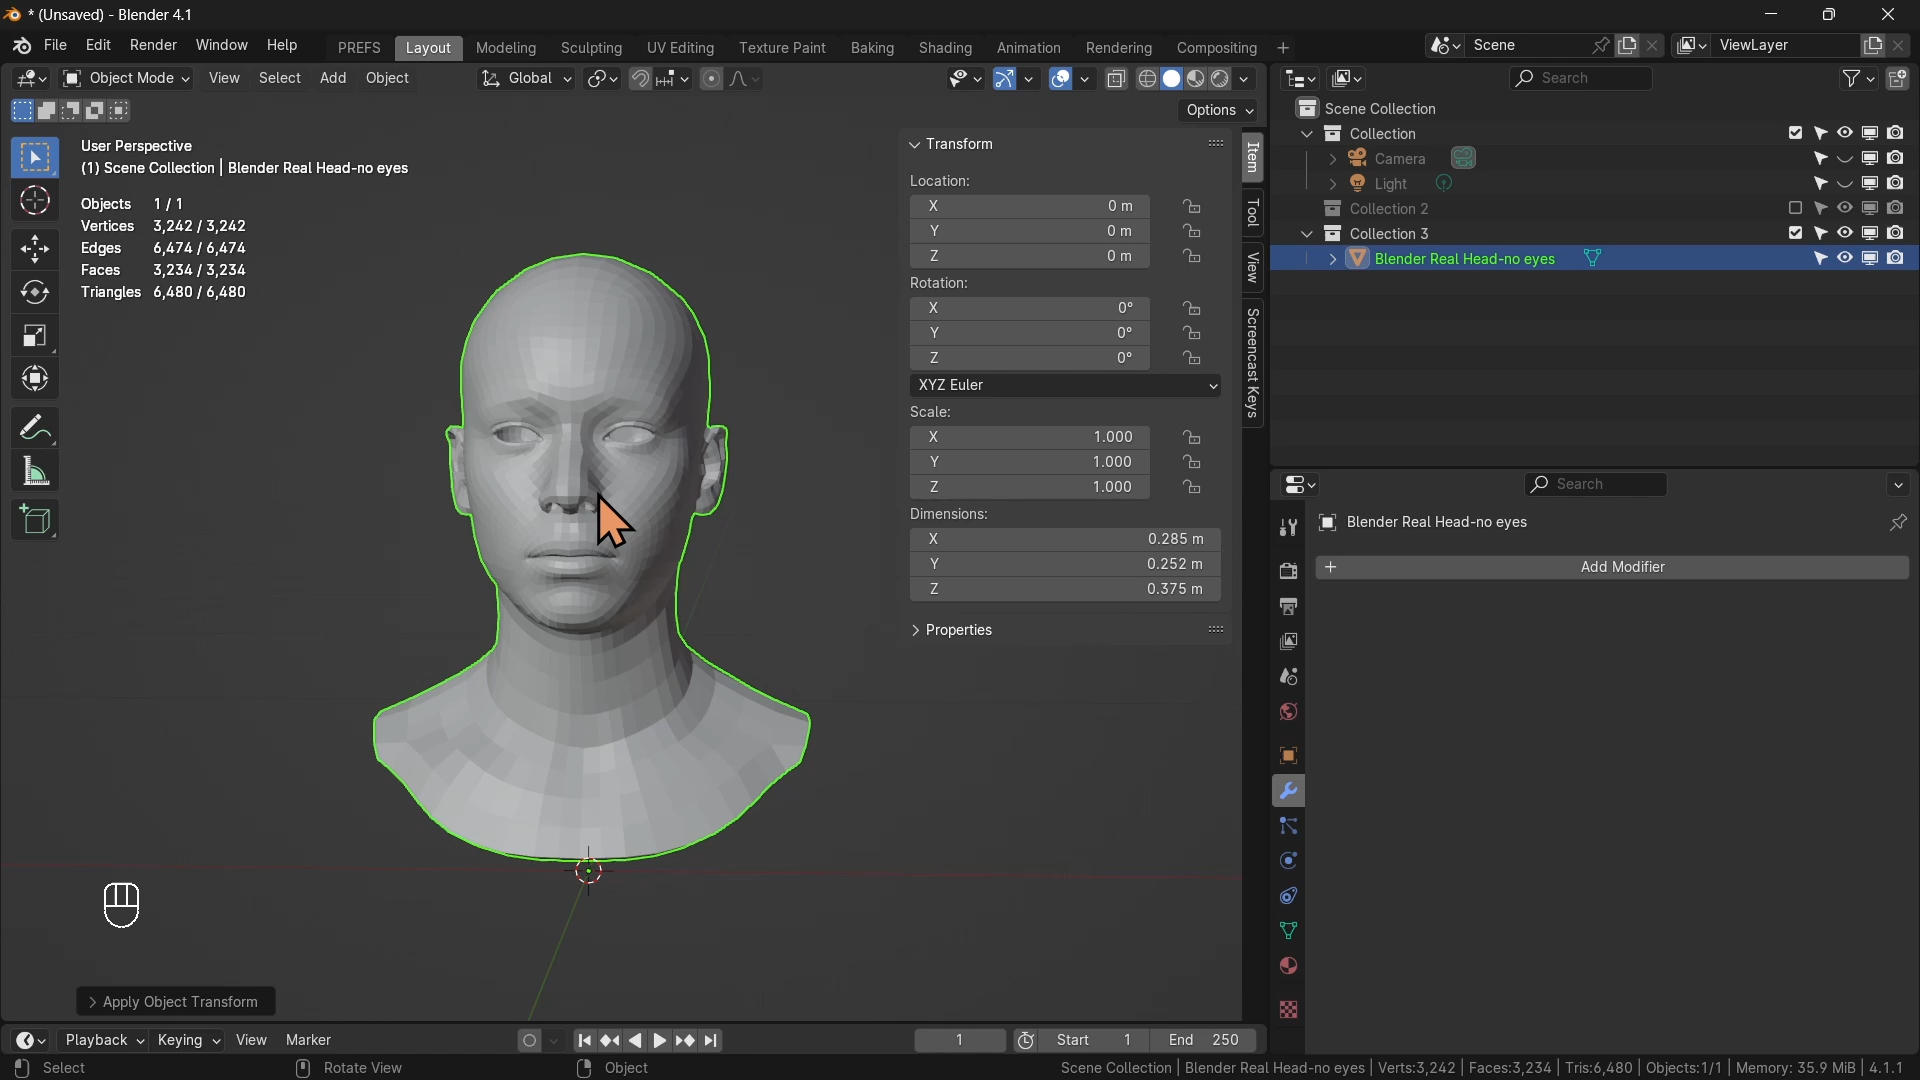 * (Unsaved) - Blender 4.1
File Edit Render Window Help PREFS Layout Modeling Sculpting UV Editing Texture Paint Baking Shading Animation Rendering Compositing + Scene ViewLayer
Object Mode View Select Add Object Global Search
Options
User Perspective
(1) Scene Collection | Blender Real Head-no eyes
Objects 1 / 1
Vertices 3,242 / 3,242
Edges 6,474 / 6,474
Faces 3,234 / 3,234
Triangles 6,480 / 6,480
Transform
Location:
X 0 m
Y 0 m
Z 0 m
Rotation:
X 0°
Y 0°
Z 0°
XYZ Euler
Scale:
X 1.000
Y 1.000
Z 1.000
Dimensions:
X 0.285 m
Y 0.252 m
Z 0.375 m
Properties
Item
Tool
View
Screencast Keys
Scene Collection
Collection
Camera
Light
Collection 2
Collection 3
Blender Real Head-no eyes
Search
Blender Real Head-no eyes
+ Add Modifier
Apply Object Transform
Playback Keying View Marker 1 Start 1 End 250
Select Rotate View Object Scene Collection | Blender Real Head-no eyes | Verts:3,242 | Faces:3,234 | Tris:6,480 | Objects:1/1 | Memory: 35.9 MiB | 4.1.1